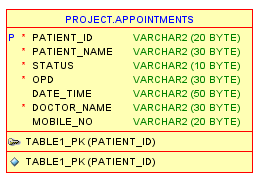 PROJECT.APPOINTMENTS
P * PATIENT_ID VARCHAR2 (20 BYTE)
* PATIENT_NAME VARCHAR2 (30 BYTE)
* STATUS VARCHAR2 (10 BYTE)
* OPD VARCHAR2 (30 BYTE)
DATE_TIME VARCHAR2 (50 BYTE)
* DOCTOR_NAME VARCHAR2 (30 BYTE)
MOBILE_NO VARCHAR2 (20 BYTE)
TABLE1_PK (PATIENT_ID)
TABLE1_PK (PATIENT_ID)